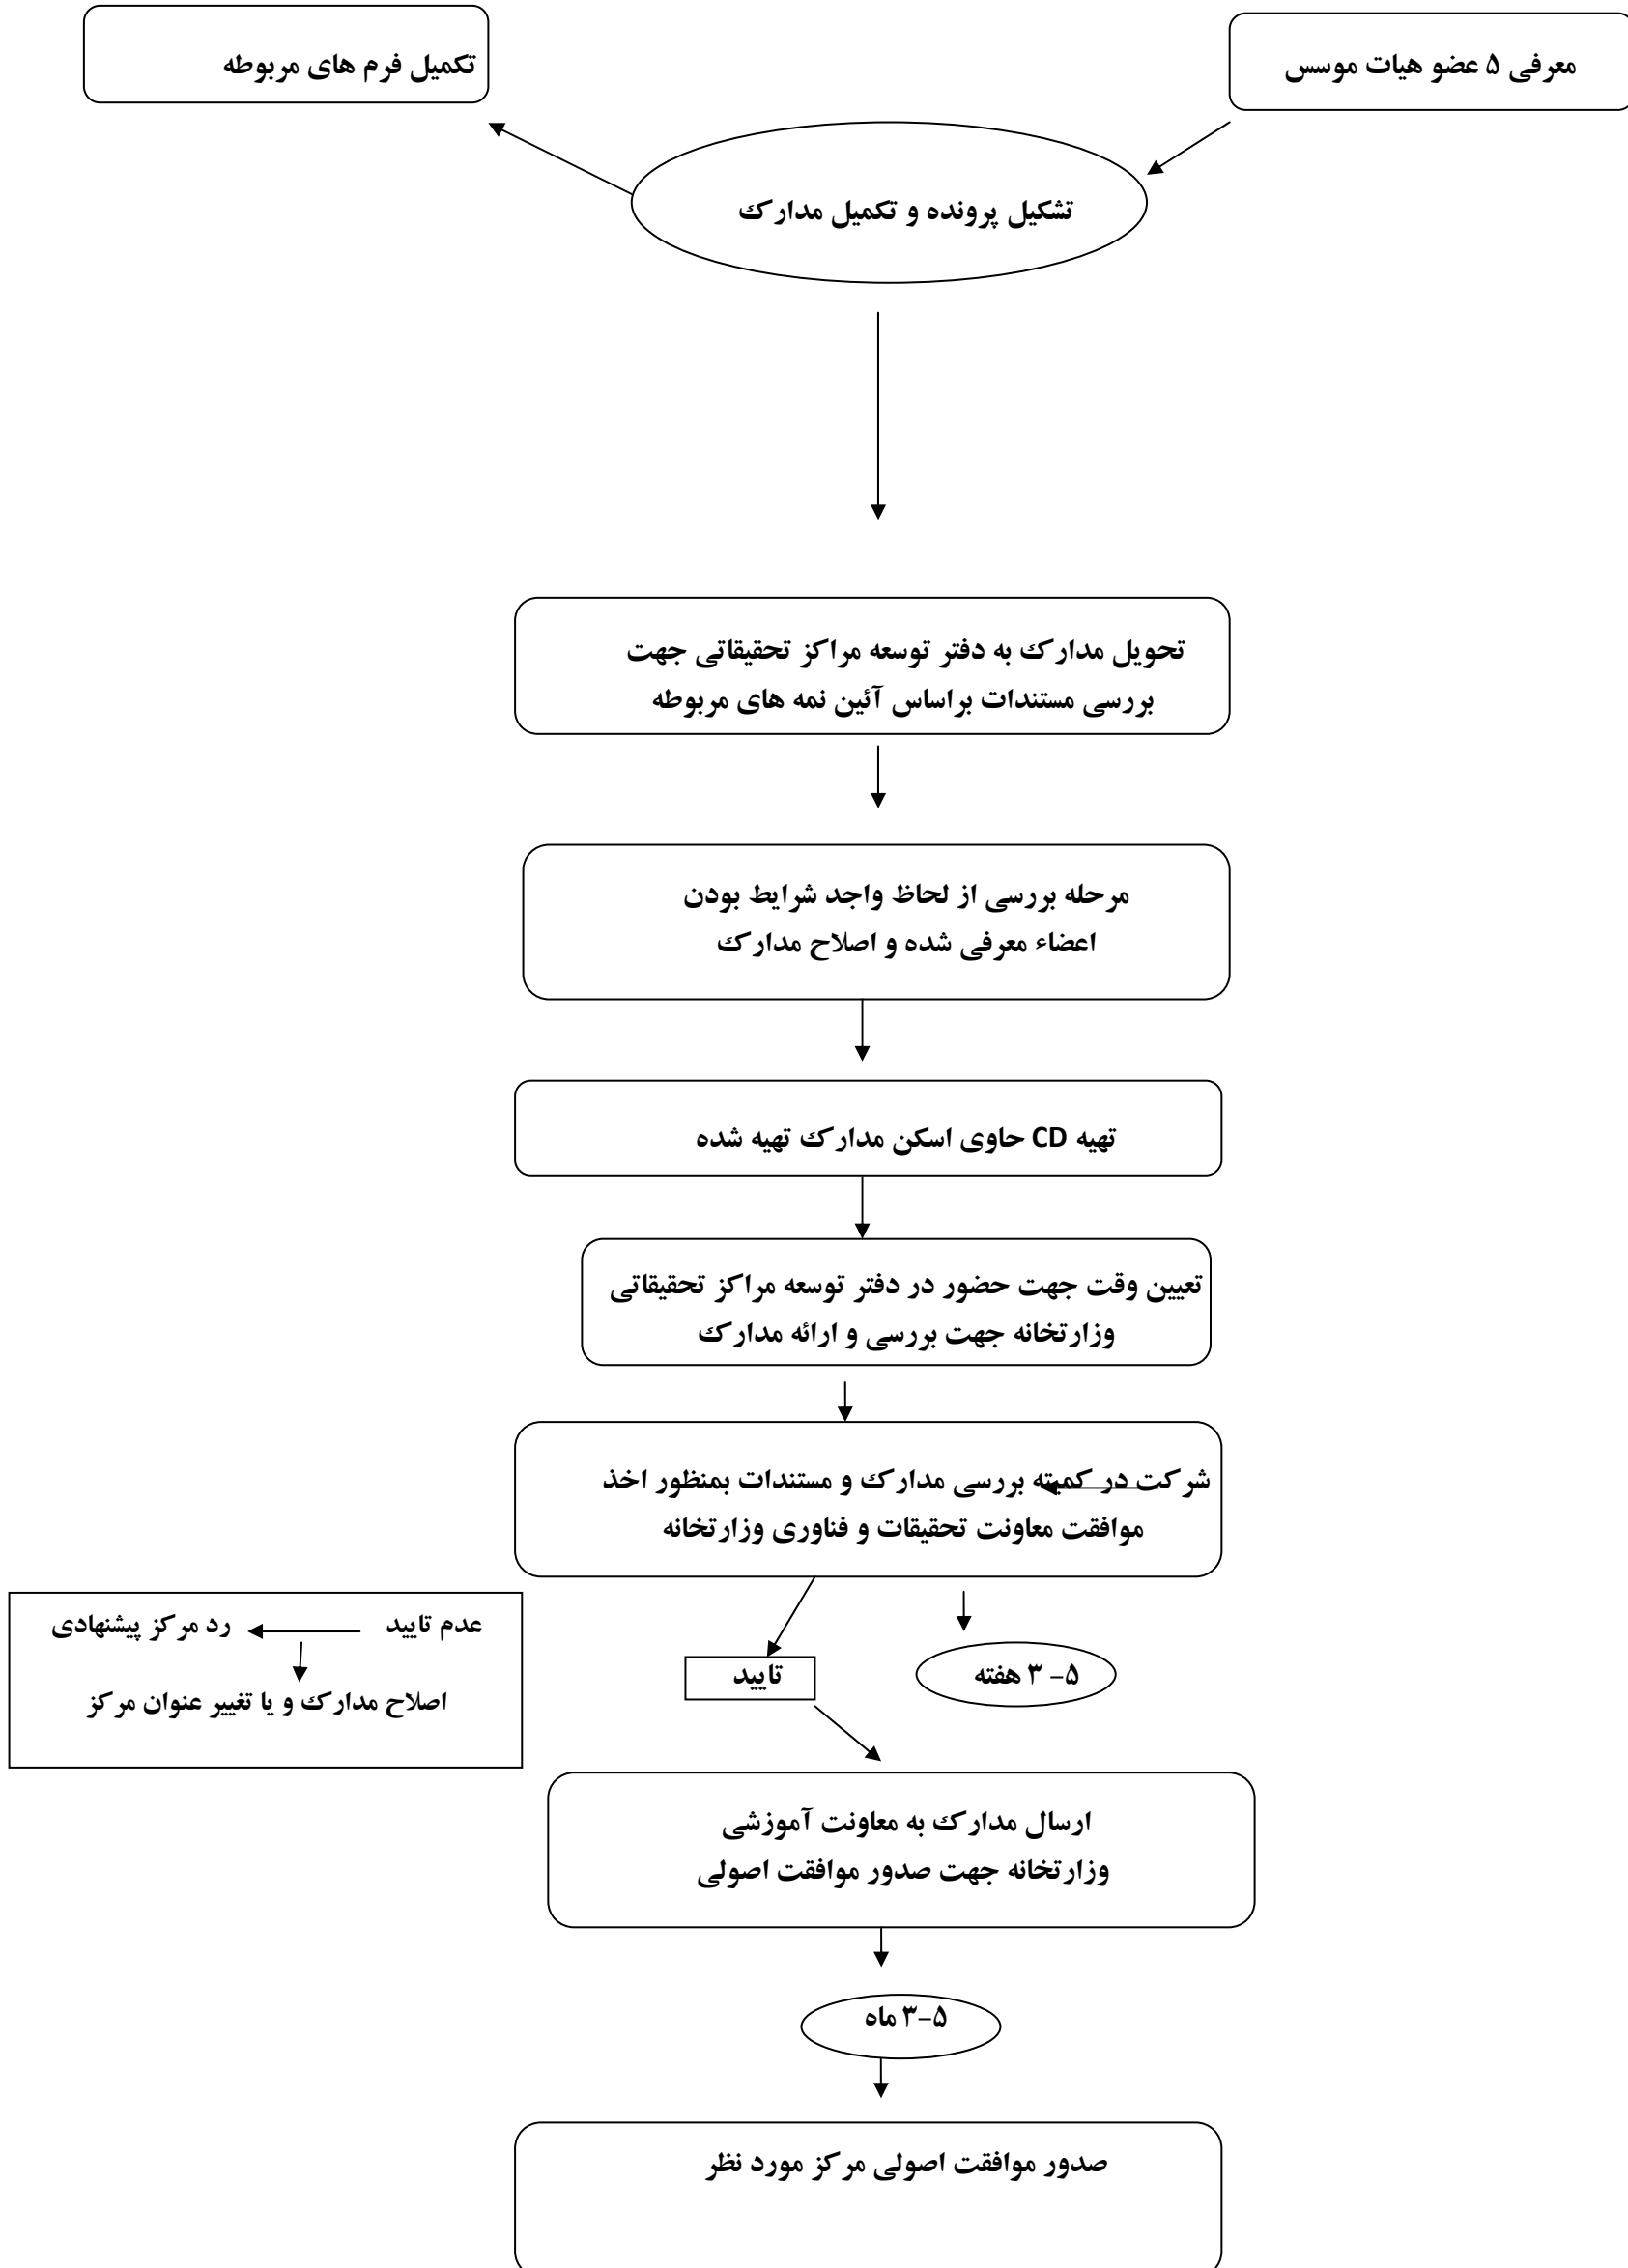 معرفی ۵ عضو هیات موسس
تکمیل فرم های مربوطه
تشکیل پرونده و تکمیل مدارک
تحویل مدارک به دفتر توسعه مراکز تحقیقاتی جهت
بررسی مستندات براساس آئین نمه های مربوطه
مرحله بررسی از لحاظ واجد شرایط بودن
اعضاء معرفی شده و اصلاح مدارک
تهیه CD حاوی اسکن مدارک تهیه شده
تعیین وقت جهت حضور در دفتر توسعه مراکز تحقیقاتی
وزارتخانه جهت بررسی و ارائه مدارک
شرکت در کمیته بررسی مدارک و مستندات بمنظور اخذ
موافقت معاونت تحقیقات و فناوری وزارتخانه
عدم تایید رد مرکز پیشنهادی
اصلاح مدارک و یا تغییر عنوان مرکز
۵- ۳ هفته
تایید
ارسال مدارک به معاونت آموزشی
وزارتخانه جهت صدور موافقت اصولی
۵-۳ ماه
صدور موافقت اصولی مرکز مورد نظر